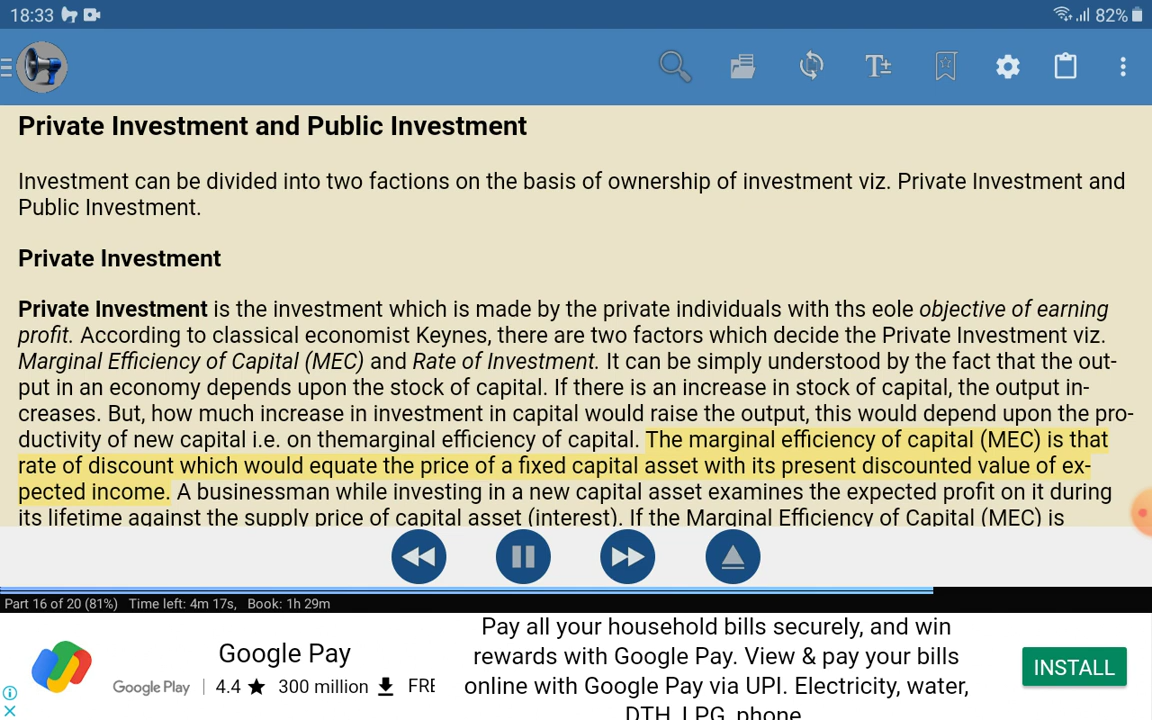 18:33
82%
T±
Private Investment and Public Investment
Investment can be divided into two factions on the basis of ownership of investment viz. Private Investment and
Public Investment.
Private Investment
Private Investment is the investment which is made by the private individuals with ths eole objective of earning
profit. According to classical economist Keynes, there are two factors which decide the Private Investment viz.
Marginal Efficiency of Capital (MEC) and Rate of Investment. It can be simply understood by the fact that the out-
put in an economy depends upon the stock of capital. If there is an increase in stock of capital, the output in-
creases. But, how much increase in investment in capital would raise the output, this would depend upon the pro-
ductivity of new capital i.e. on themarginal efficiency of capital. The marginal efficiency of capital (MEC) is that
rate of discount which would equate the price of a fixed capital asset with its present discounted value of ex-
pected income. A businessman while investing in a new capital asset examines the expected profit on it during
its lifetime against the supply price of capital asset (interest). If the Marginal Efficiency of Capital (MEC) is
Part 16 of 20 (81%) Time left: 4m 17s, Book: 1h 29m
Google Pay
Google Play 4.4 ★ 300 million FRE
Pay all your household bills securely, and win
rewards with Google Pay. View & pay your bills
online with Google Pay via UPI. Electricity, water,
DTH, LPG, phone
INSTALL